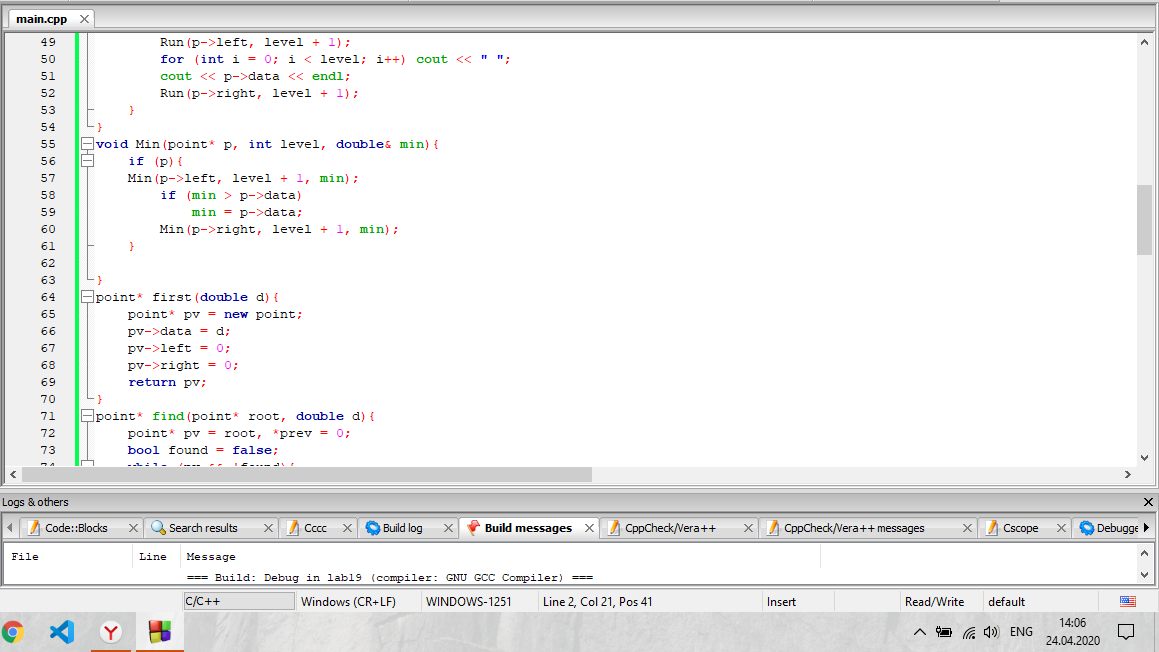 main.cpp
49 Run(p->left, level + 1);
50 for (int i = 0; i < level; i++) cout << " ";
51 cout << p->data << endl;
52 Run(p->right, level + 1);
53 }
54 }
55 void Min(point* p, int level, double& min){
56 if (p){
57 Min(p->left, level + 1, min);
58 if (min > p->data)
59 min = p->data;
60 Min(p->right, level + 1, min);
61 }
62
63 }
64 point* first(double d){
65 point* pv = new point;
66 pv->data = d;
67 pv->left = 0;
68 pv->right = 0;
69 return pv;
70 }
71 point* find(point* root, double d){
72 point* pv = root, *prev = 0;
73 bool found = false;
74 while (pv && !found){
Logs & others
Code::Blocks Search results Cccc Build log Build messages CppCheck/Vera++ CppCheck/Vera++ messages Cscope Debugge
File Line Message
=== Build: Debug in lab19 (compiler: GNU GCC Compiler) ===
C/C++ Windows (CR+LF) WINDOWS-1251 Line 2, Col 21, Pos 41 Insert Read/Write default
ENG 14:06
24.04.2020